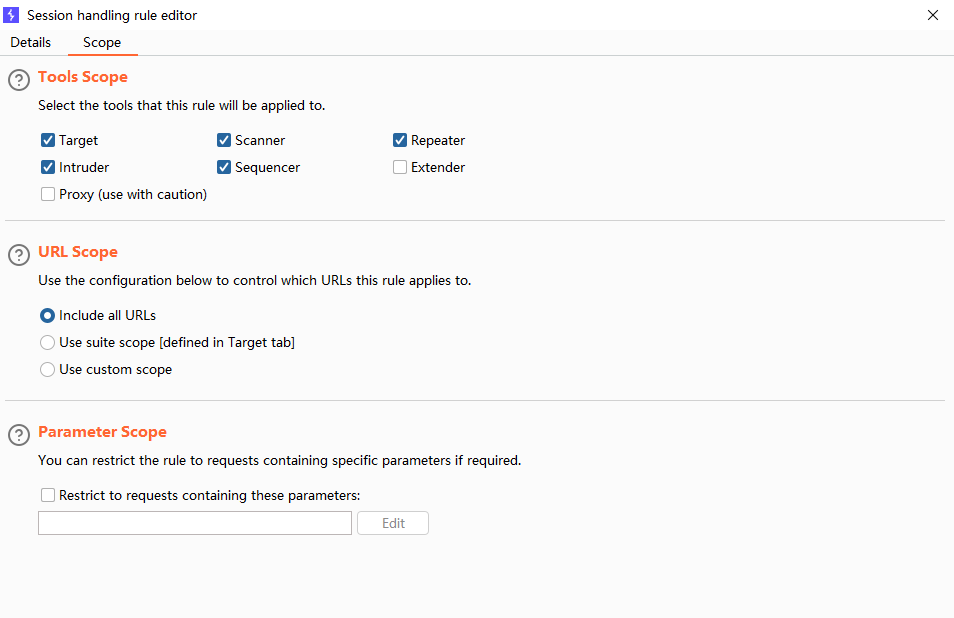 Session handling rule editor
Details Scope
Tools Scope
Select the tools that this rule will be applied to.
Target Scanner Repeater
Intruder Sequencer Extender
Proxy (use with caution)
URL Scope
Use the configuration below to control which URLs this rule applies to.
Include all URLs
Use suite scope [defined in Target tab]
Use custom scope
Parameter Scope
You can restrict the rule to requests containing specific parameters if required.
Restrict to requests containing these parameters:
Edit